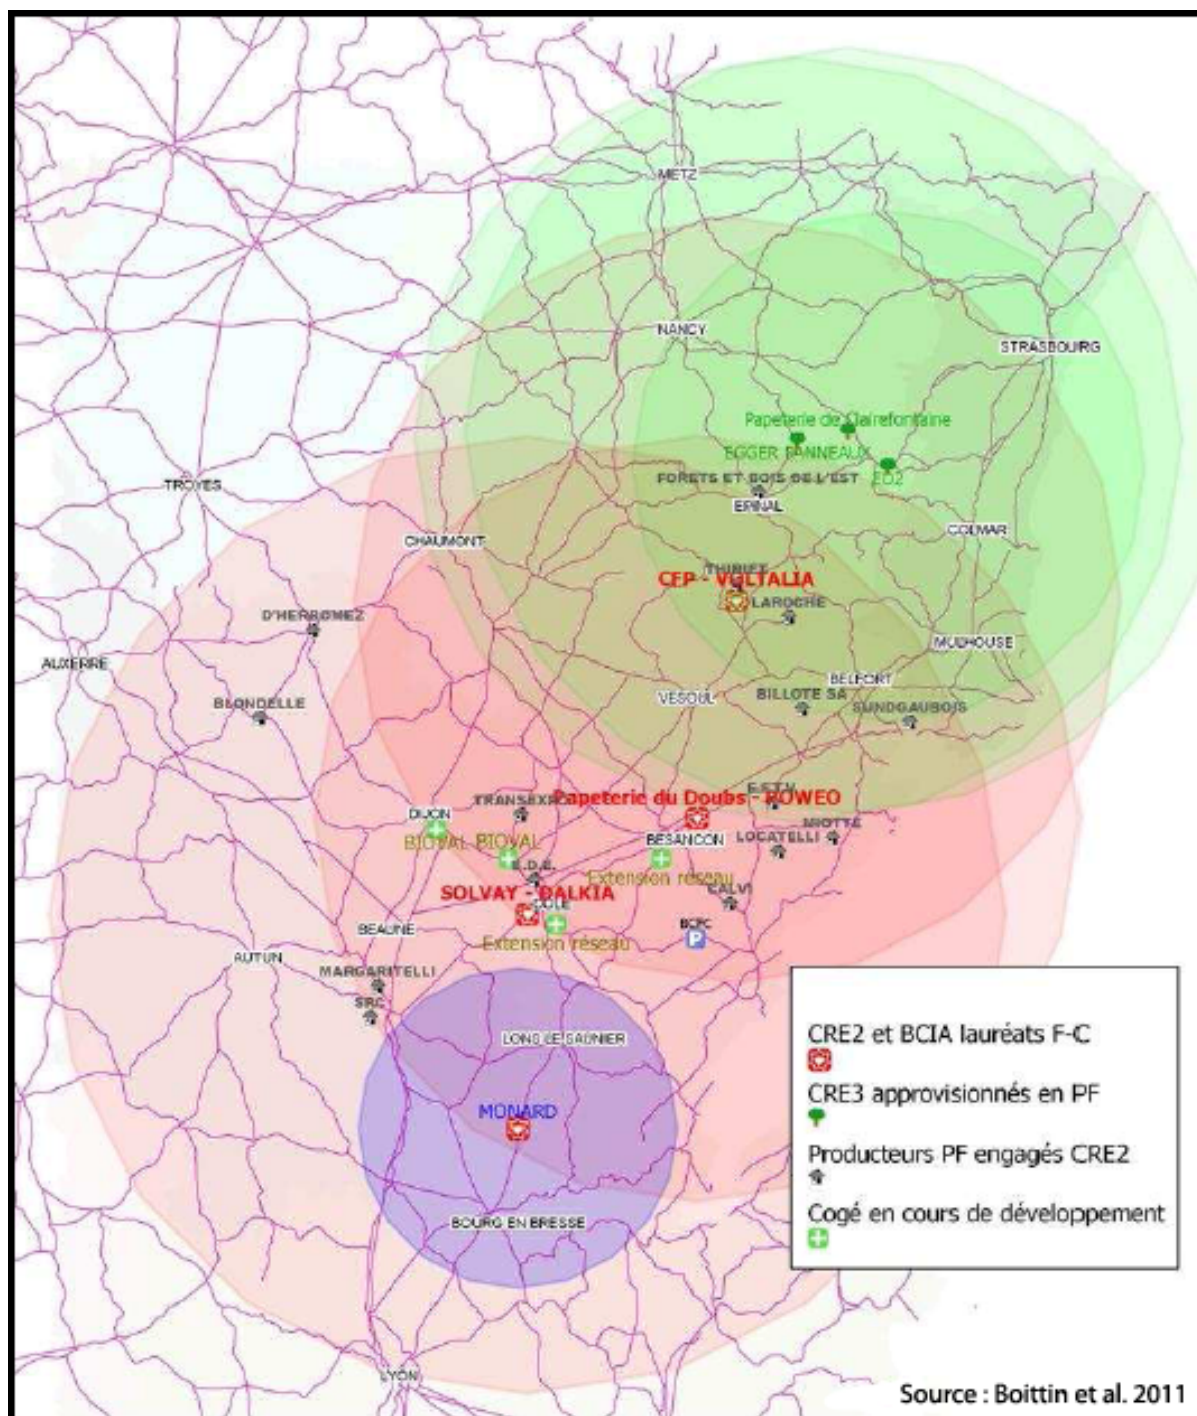 METZ
NANCY
STRASBOURG
Papeterie de Clairefontaine
EGGER PANNEAUX
FORETS ET BOIS DE L'EST
EO2
TROYES
EPINAL
COLMAR
CHAUMONT
THIRIET
CFP - VOLTALIA
LAROCHE
D'HERBOMEZ
MULHOUSE
AUXERRE
BELFORT
BLONDELLE
VESOUL
BILLOTE SA
SUNDGAUBOIS
E.S.T.V.
TRANSEXPO
Papeterie du Doubs - POWEO
DIJON
MIOTTE
BIOVAL
BIOVAL
BESANCON
LOCATELLI
E.D.E.
Extension réseau
SOLVAY - DALKIA
CALVI
DOLE
BEAUNE
BCFC
P
Extension réseau
AUTUN
MARGARITELLI
SRC
LONS LE SAUNIER
MONARD
BOURG EN BRESSE
LYON
CRE2 et BCIA lauréats F-C
CRE3 approvisionnés en PF
Producteurs PF engagés CRE2
Cogé en cours de développement
Source : Boittin et al. 2011